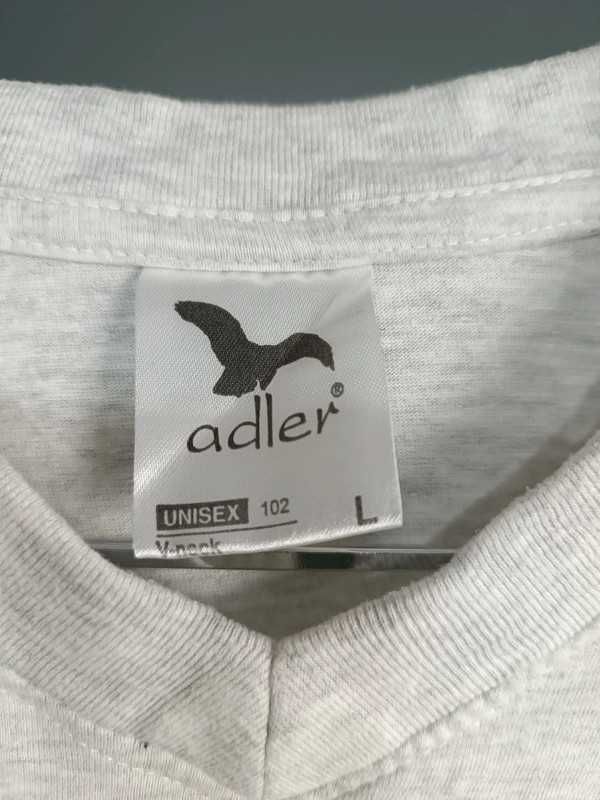 adler®
UNISEX 102 L
V-neck